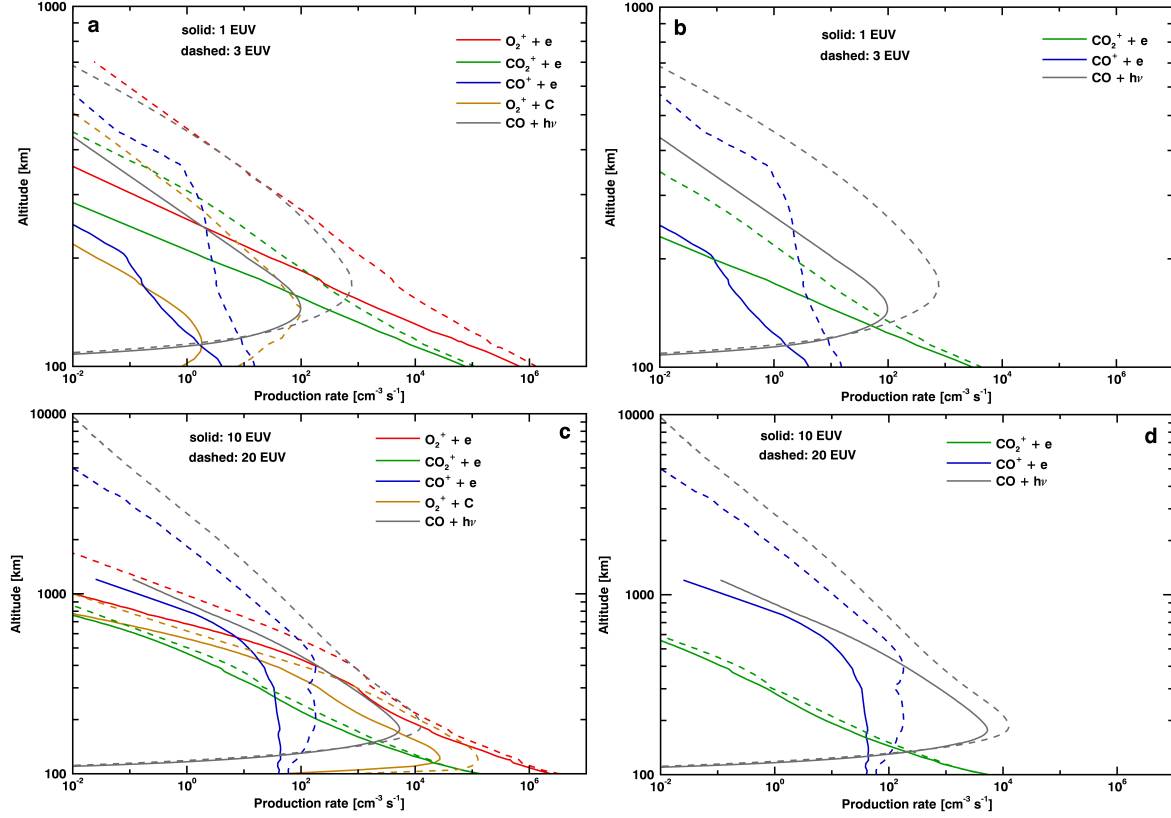 a
solid: 1 EUV
dashed: 3 EUV
O₂⁺ + e
CO₂⁺ + e
CO⁺ + e
O₂⁺ + C
CO + hν
1000
100
Altitude [km]
10⁻² 10⁰ 10² 10⁴ 10⁶
Production rate [cm⁻³ s⁻¹]
b
solid: 1 EUV
dashed: 3 EUV
CO₂⁺ + e
CO⁺ + e
CO + hν
1000
100
Altitude [km]
10⁻² 10⁰ 10² 10⁴ 10⁶
Production rate [cm⁻³ s⁻¹]
c
solid: 10 EUV
dashed: 20 EUV
O₂⁺ + e
CO₂⁺ + e
CO⁺ + e
O₂⁺ + C
CO + hν
10000
1000
100
Altitude [km]
10⁻² 10⁰ 10² 10⁴ 10⁶
Production rate [cm⁻³ s⁻¹]
d
solid: 10 EUV
dashed: 20 EUV
CO₂⁺ + e
CO⁺ + e
CO + hν
10000
1000
100
Altitude [km]
10⁻² 10⁰ 10² 10⁴ 10⁶
Production rate [cm⁻³ s⁻¹]